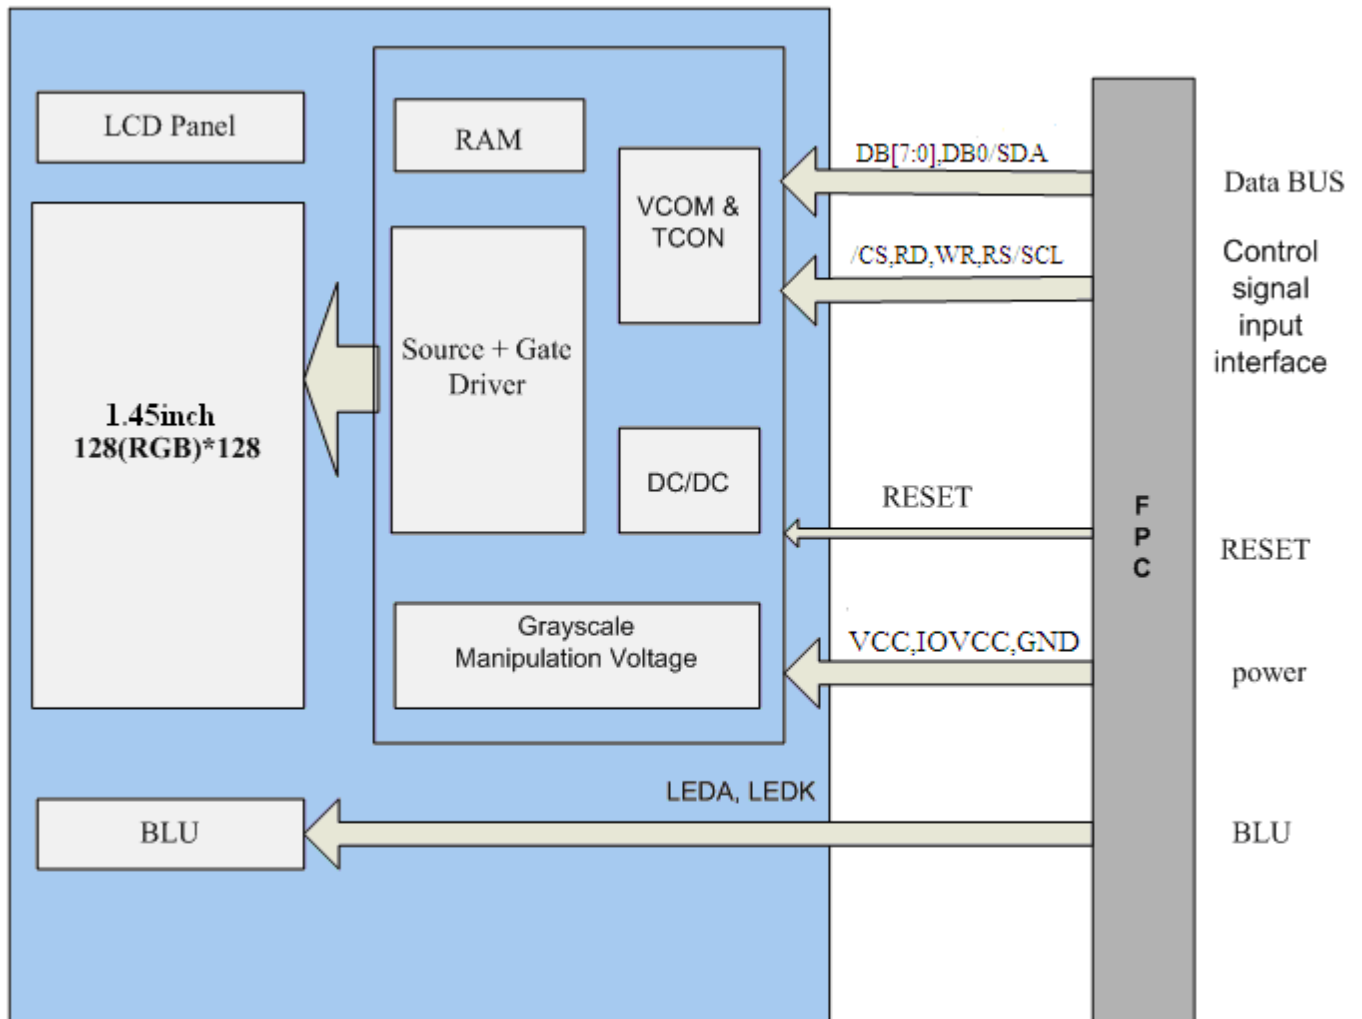 LCD Panel
1.45inch
128(RGB)*128
BLU
RAM
Source + Gate
Driver
VCOM &
TCON
DC/DC
Grayscale
Manipulation Voltage
DB[7:0],DB0/SDA
/CS,RD,WR,RS/SCL
RESET
VCC,IOVCC,GND
LEDA, LEDK
F
P
C
Data BUS
Control
signal
input
interface
RESET
power
BLU